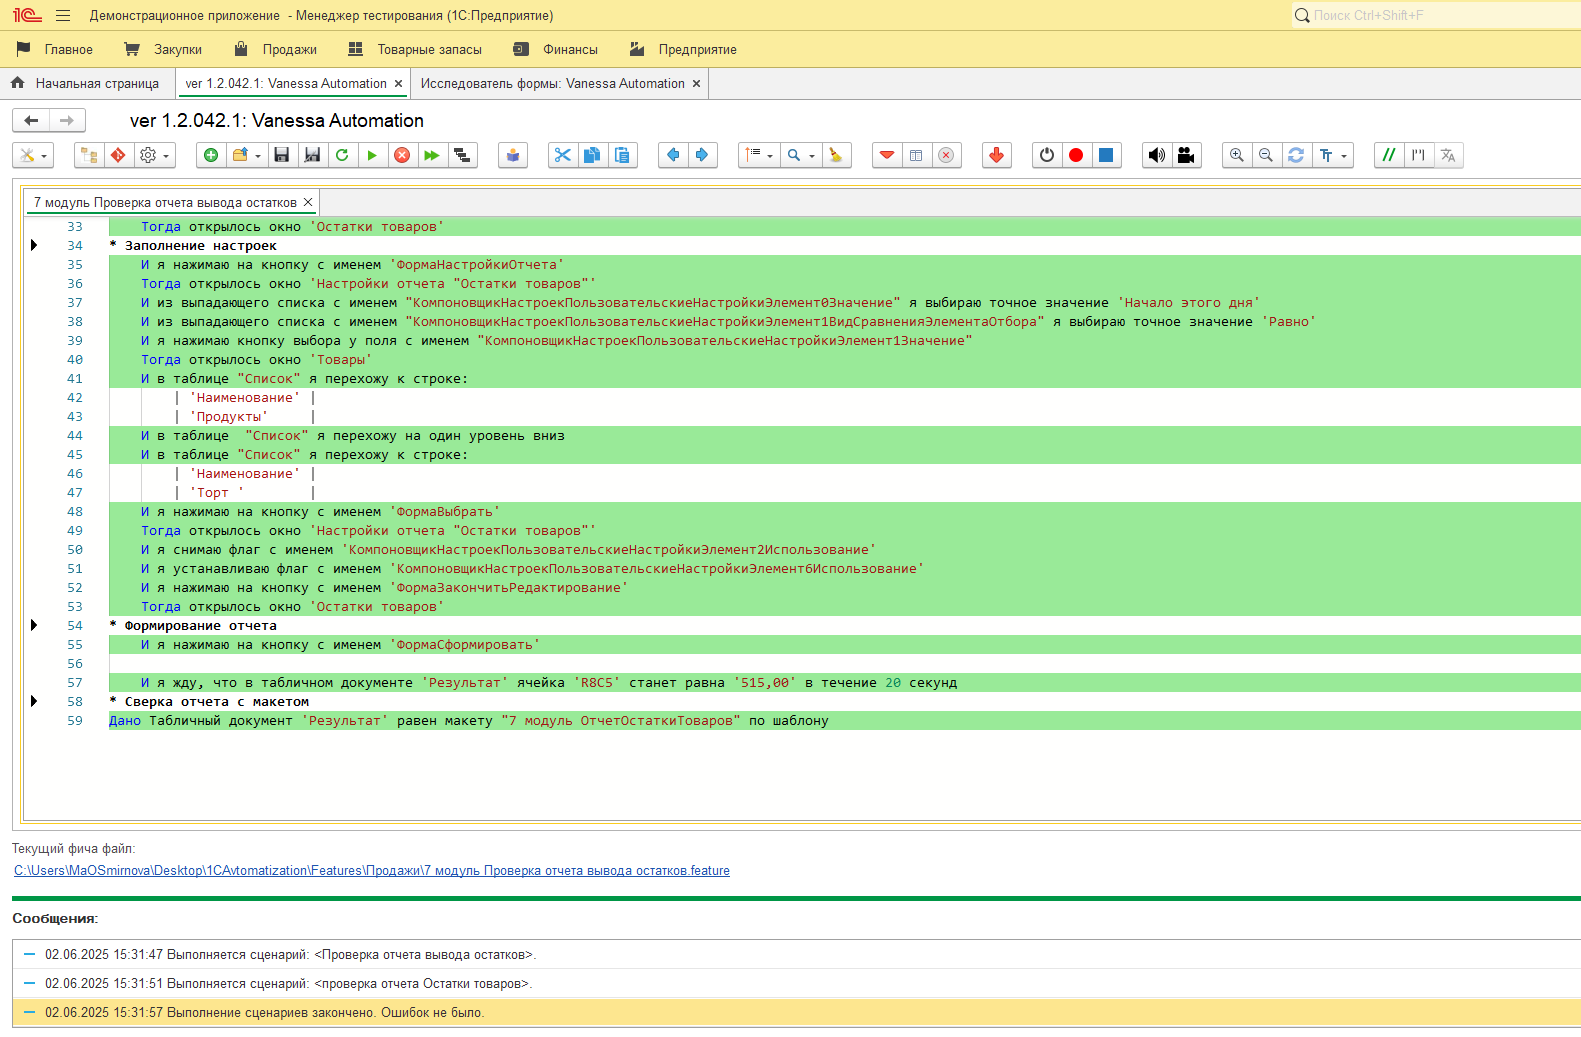 1С Демонстрационное приложение - Менеджер тестирования (1С:Предприятие) Поиск Ctrl+Shift+F
Главное Закупки Продажи Товарные запасы Финансы Предприятие
Начальная страница ver 1.2.042.1: Vanessa Automation × Исследователь формы: Vanessa Automation ×
ver 1.2.042.1: Vanessa Automation
7 модуль Проверка отчета вывода остатков ×
33 Тогда открылось окно 'Остатки товаров'
34 * Заполнение настроек
35 И я нажимаю на кнопку с именем 'ФормаНастройкиОтчета'
36 Тогда открылось окно 'Настройки отчета "Остатки товаров"'
37 И из выпадающего списка с именем "КомпоновщикНастроекПользовательскиеНастройкиЭлемент0Значение" я выбираю точное значение 'Начало этого дня'
38 И из выпадающего списка с именем "КомпоновщикНастроекПользовательскиеНастройкиЭлемент1ВидСравненияЭлементаОтбора" я выбираю точное значение 'Равно'
39 И я нажимаю кнопку выбора у поля с именем "КомпоновщикНастроекПользовательскиеНастройкиЭлемент1Значение"
40 Тогда открылось окно 'Товары'
41 И в таблице "Список" я перехожу к строке:
42 | 'Наименование' |
43 | 'Продукты' |
44 И в таблице "Список" я перехожу на один уровень вниз
45 И в таблице "Список" я перехожу к строке:
46 | 'Наименование' |
47 | 'Торт ' |
48 И я нажимаю на кнопку с именем 'ФормаВыбрать'
49 Тогда открылось окно 'Настройки отчета "Остатки товаров"'
50 И я снимаю флаг с именем 'КомпоновщикНастроекПользовательскиеНастройкиЭлемент2Использование'
51 И я устанавливаю флаг с именем 'КомпоновщикНастроекПользовательскиеНастройкиЭлемент6Использование'
52 И я нажимаю на кнопку с именем 'ФормаЗакончитьРедактирование'
53 Тогда открылось окно 'Остатки товаров'
54 * Формирование отчета
55 И я нажимаю на кнопку с именем 'ФормаСформировать'
56
57 И я жду, что в табличном документе 'Результат' ячейка 'R8C5' станет равна '515,00' в течение 20 секунд
58 * Сверка отчета с макетом
59 Дано Табличный документ 'Результат' равен макету "7 модуль ОтчетОстаткиТоваров" по шаблону
Текущий фича файл:
C:\Users\MaOSmirnova\Desktop\1CAvtomatization\Features\Продажи\7 модуль Проверка отчета вывода остатков.feature
Сообщения:
02.06.2025 15:31:47 Выполняется сценарий: <Проверка отчета вывода остатков>.
02.06.2025 15:31:51 Выполняется сценарий: <проверка отчета Остатки товаров>.
02.06.2025 15:31:57 Выполнение сценариев закончено. Ошибок не было.